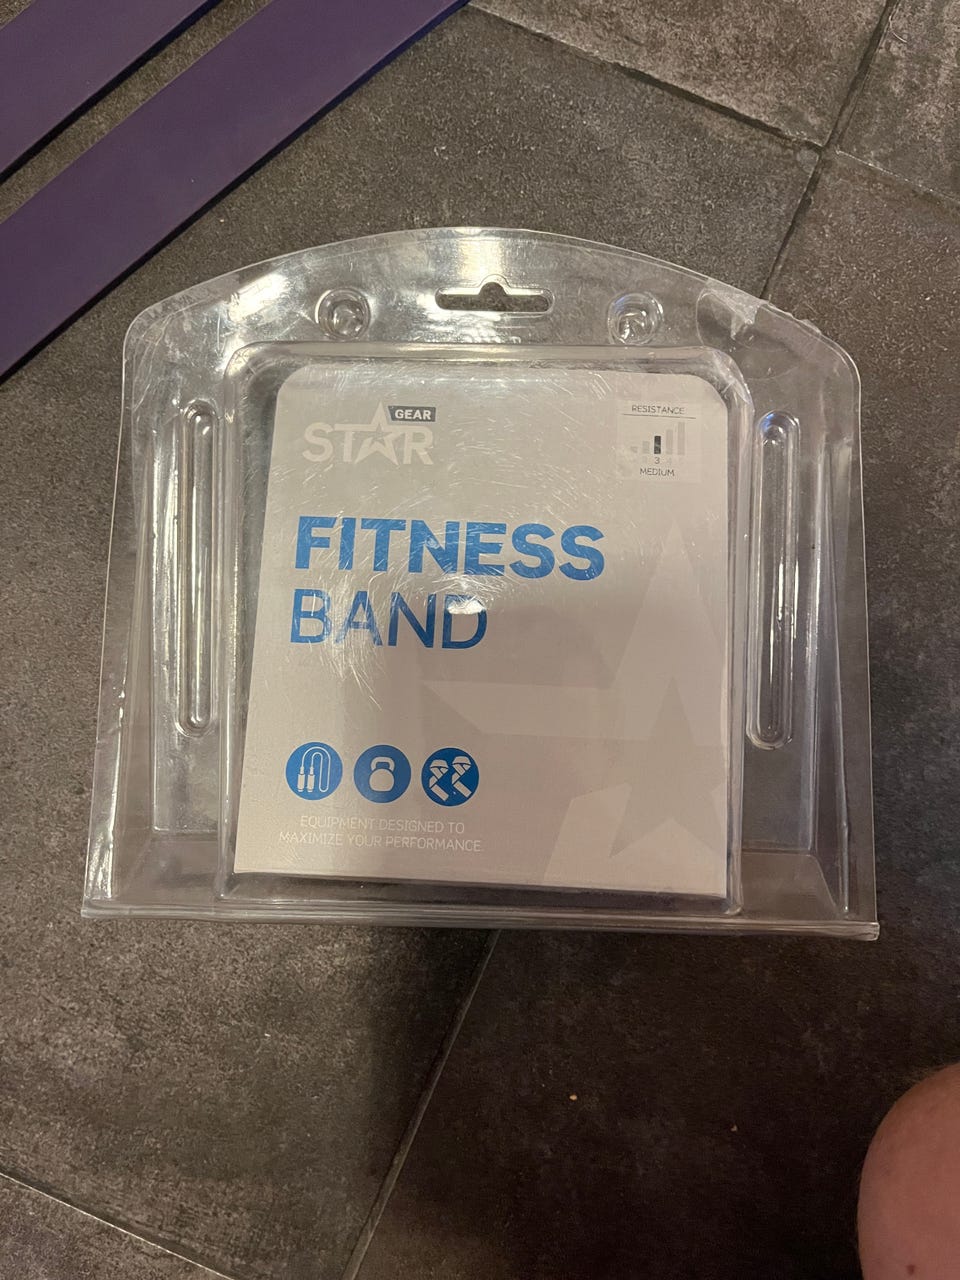 STAR GEAR
RESISTANCE
3
MEDIUM
FITNESS
BAND
EQUIPMENT DESIGNED TO
MAXIMIZE YOUR PERFORMANCE.